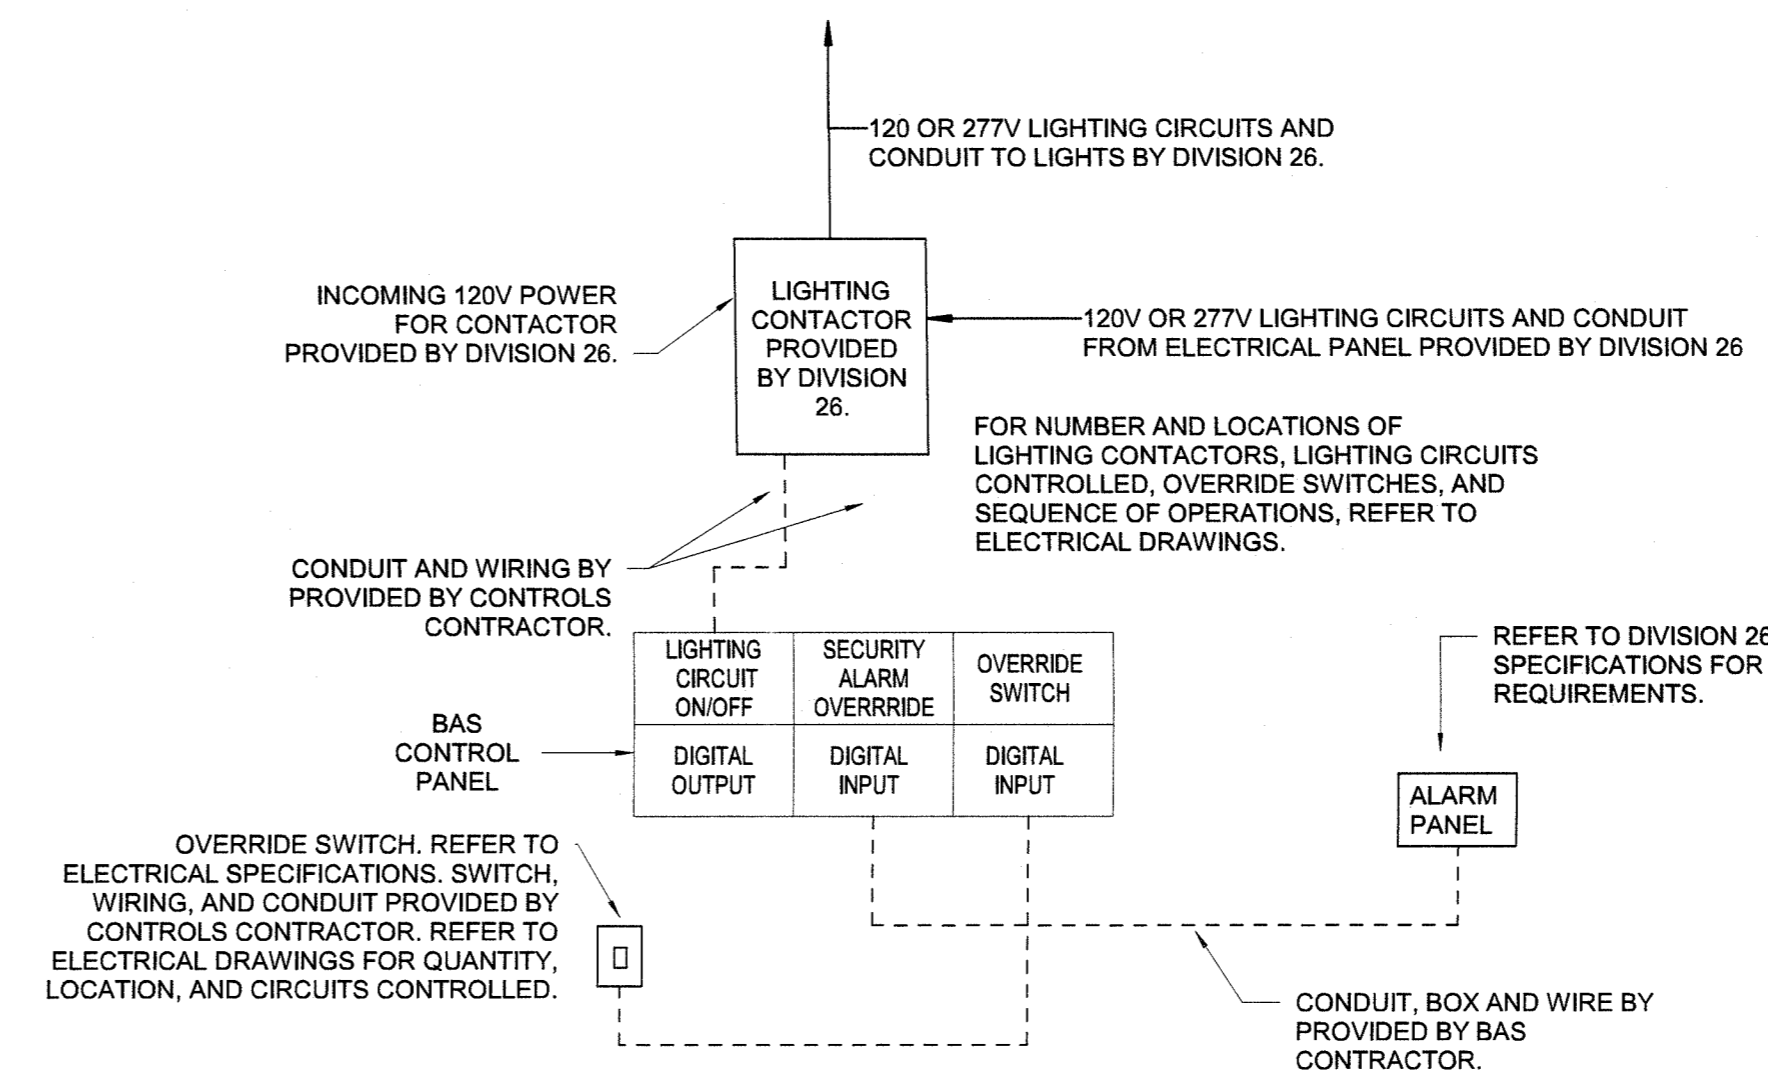 120 OR 277V LIGHTING CIRCUITS AND
CONDUIT TO LIGHTS BY DIVISION 26.
INCOMING 120V POWER
FOR CONTACTOR
PROVIDED BY DIVISION 26.
LIGHTING
CONTACTOR
PROVIDED
BY DIVISION
26.
120V OR 277V LIGHTING CIRCUITS AND CONDUIT
FROM ELECTRICAL PANEL PROVIDED BY DIVISION 26
FOR NUMBER AND LOCATIONS OF
LIGHTING CONTACTORS, LIGHTING CIRCUITS
CONTROLLED, OVERRIDE SWITCHES, AND
SEQUENCE OF OPERATIONS, REFER TO
ELECTRICAL DRAWINGS.
CONDUIT AND WIRING BY
PROVIDED BY CONTROLS
CONTRACTOR.
LIGHTING
CIRCUIT
ON/OFF
SECURITY
ALARM
OVERRRIDE
OVERRIDE
SWITCH
REFER TO DIVISION 26
SPECIFICATIONS FOR
REQUIREMENTS.
BAS
CONTROL
PANEL
DIGITAL
OUTPUT
DIGITAL
INPUT
DIGITAL
INPUT
ALARM
PANEL
OVERRIDE SWITCH. REFER TO
ELECTRICAL SPECIFICATIONS. SWITCH,
WIRING, AND CONDUIT PROVIDED BY
CONTROLS CONTRACTOR. REFER TO
ELECTRICAL DRAWINGS FOR QUANTITY,
LOCATION, AND CIRCUITS CONTROLLED.
CONDUIT, BOX AND WIRE BY
PROVIDED BY BAS
CONTRACTOR.